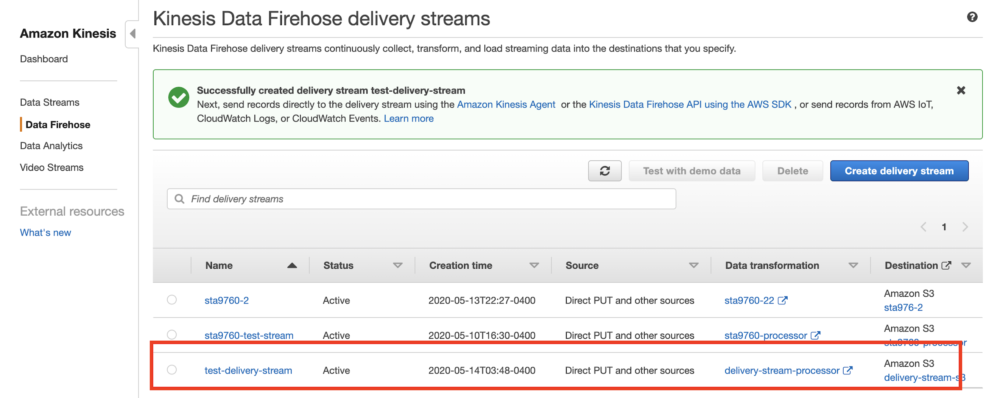 Amazon Kinesis
Dashboard
Data Streams
Data Firehose
Data Analytics
Video Streams
External resources
What's new
Kinesis Data Firehose delivery streams
Kinesis Data Firehose delivery streams continuously collect, transform, and load streaming data into the destinations that you specify.
Successfully created delivery stream test-delivery-stream
Next, send records directly to the delivery stream using the Amazon Kinesis Agent or the Kinesis Data Firehose API using the AWS SDK , or send records from AWS IoT,
CloudWatch Logs, or CloudWatch Events. Learn more
Test with demo data Delete Create delivery stream
Find delivery streams
1
Name Status Creation time Source Data transformation Destination
sta9760-2 Active 2020-05-13T22:27-0400 Direct PUT and other sources sta9760-22 Amazon S3
sta976-2
sta9760-test-stream Active 2020-05-10T16:30-0400 Direct PUT and other sources sta9760-processor Amazon S3
sta9760-processor
test-delivery-stream Active 2020-05-14T03:48-0400 Direct PUT and other sources delivery-stream-processor Amazon S3
delivery-stream-s3